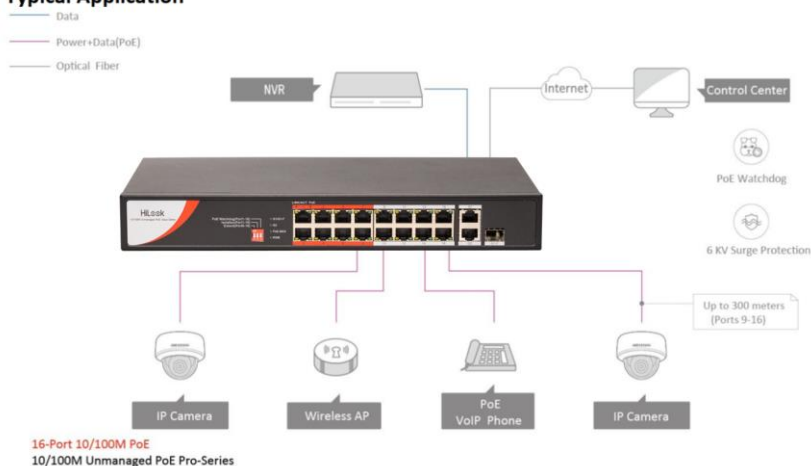 Typical Application
Data
Power+Data(PoE)
Optical Fiber
NVR
Internet
Control Center
PoE Watchdog
6 KV Surge Protection
HiLook
Up to 300 meters
(Ports 9-16)
IP Camera
Wireless AP
PoE
VoIP Phone
IP Camera
16-Port 10/100M PoE
10/100M Unmanaged PoE Pro-Series